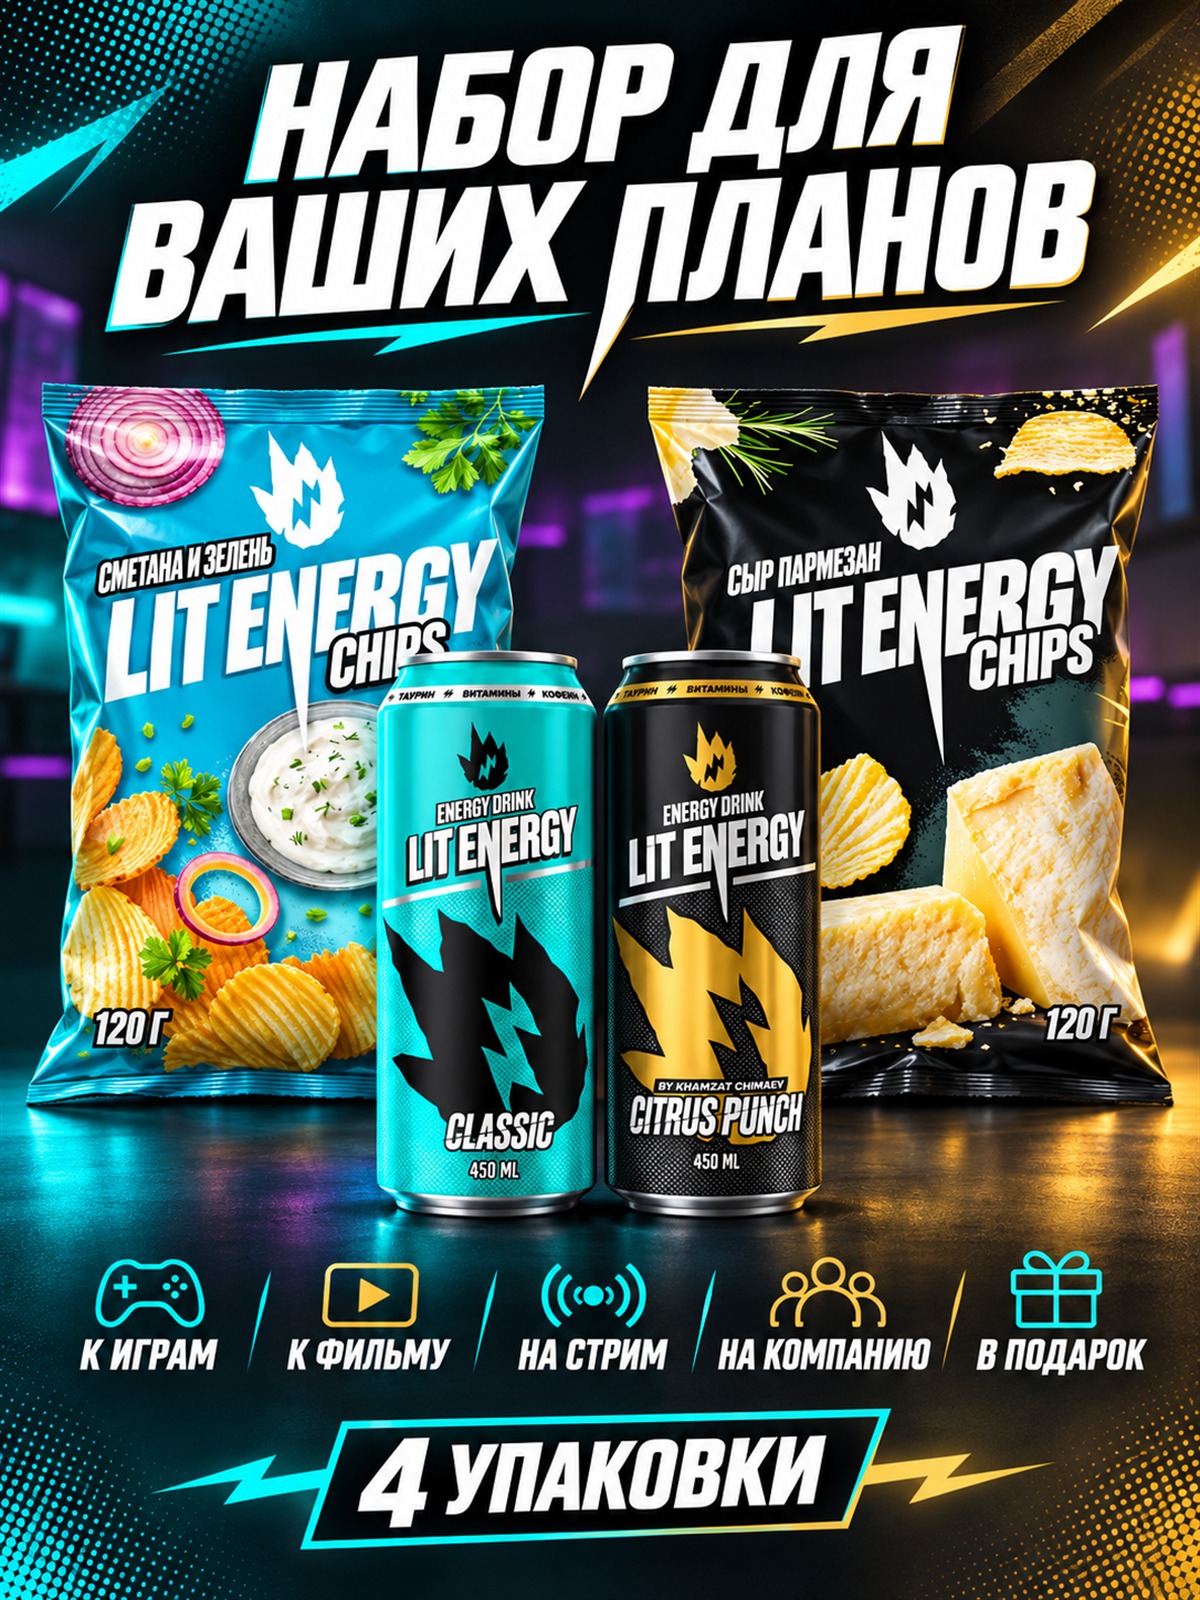 НАБОР ДЛЯ
ВАШИХ ПЛАНОВ
СМЕТАНА И ЗЕЛЕНЬ
LIT ENERGY
CHIPS
120 Г
СЫР ПАРМЕЗАН
LIT ENERGY
CHIPS
120 Г
ТАУРИН ВИТАМИНЫ КОФЕИН
ENERGY DRINK
LIT ENERGY
CLASSIC
450 ML
ТАУРИН ВИТАМИНЫ КОФЕИН
ENERGY DRINK
LIT ENERGY
BY KHAMZAT CHIMAEV
CITRUS PUNCH
450 ML
К ИГРАМ
К ФИЛЬМУ
НА СТРИМ
НА КОМПАНИЮ
В ПОДАРОК
4 УПАКОВКИ